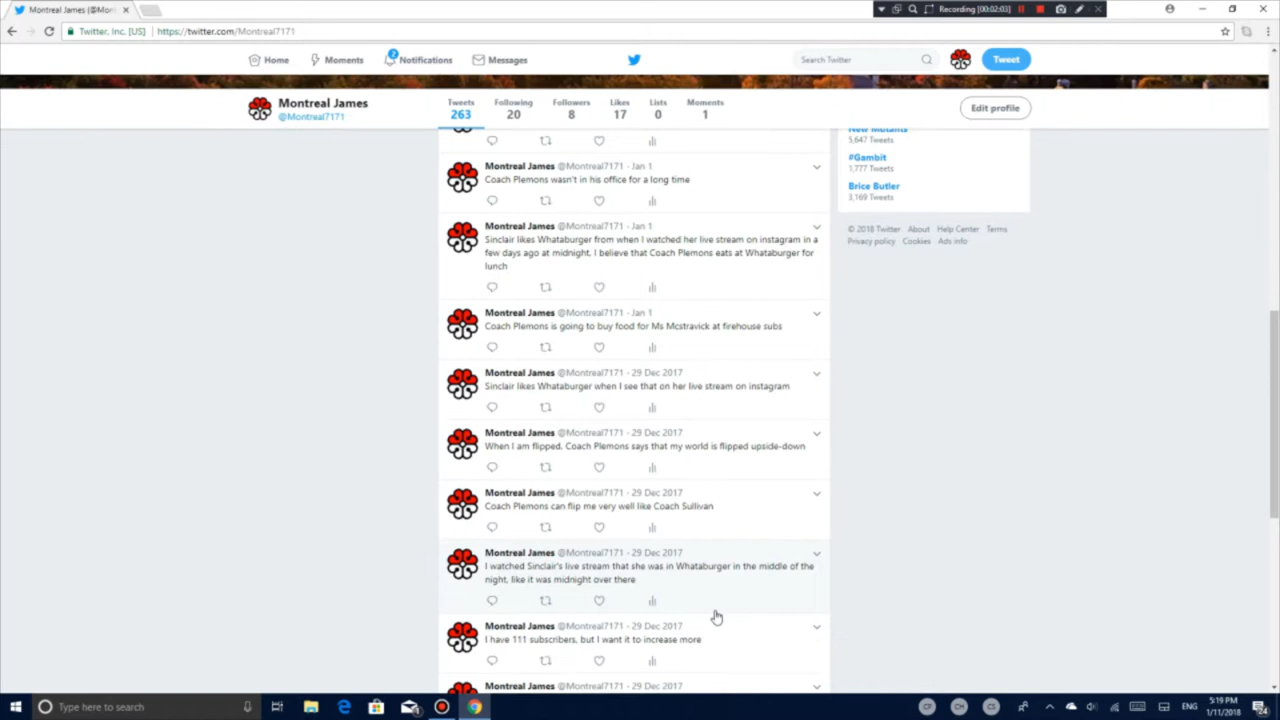 Montreal James (@Mon
Recording [00:02:03]
Twitter, Inc. [US]
https://twitter.com/Montreal7171
Home
Moments
2
Notifications
Messages
Search Twitter
Tweet
Montreal James
@Montreal7171
Tweets
263
Following
20
Followers
8
Likes
17
Lists
0
Moments
1
Edit profile
Montreal James @Montreal7171 · Jan 1
Coach Plemons wasn't in his office for a long time
Montreal James @Montreal7171 · Jan 1
Sinclair likes Whataburger from when I watched her live stream on instagram in a
few days ago at midnight, I believe that Coach Plemons eats at Whataburger for
lunch
Montreal James @Montreal7171 · Jan 1
Coach Plemons is going to buy food for Ms Mcstravick at firehouse subs
Montreal James @Montreal7171 · 29 Dec 2017
Sinclair likes Whataburger when I see that on her live stream on instagram
Montreal James @Montreal7171 · 29 Dec 2017
When I am flipped, Coach Plemons says that my world is flipped upside-down
Montreal James @Montreal7171 · 29 Dec 2017
Coach Plemons can flip me very well like Coach Sullivan
Montreal James @Montreal7171 · 29 Dec 2017
I watched Sinclair's live stream that she was in Whataburger in the middle of the
night, like it was midnight over there
Montreal James @Montreal7171 · 29 Dec 2017
I have 111 subscribers, but I want it to increase more
Montreal James @Montreal7171 · 29 Dec 2017
New Mutants
5,647 Tweets
#Gambit
1,777 Tweets
Brice Butler
3,169 Tweets
© 2018 Twitter About Help Center Terms
Privacy policy Cookies Ads info
Type here to search
CP
CH
CS
ENG
5:19 PM
1/11/2018
24